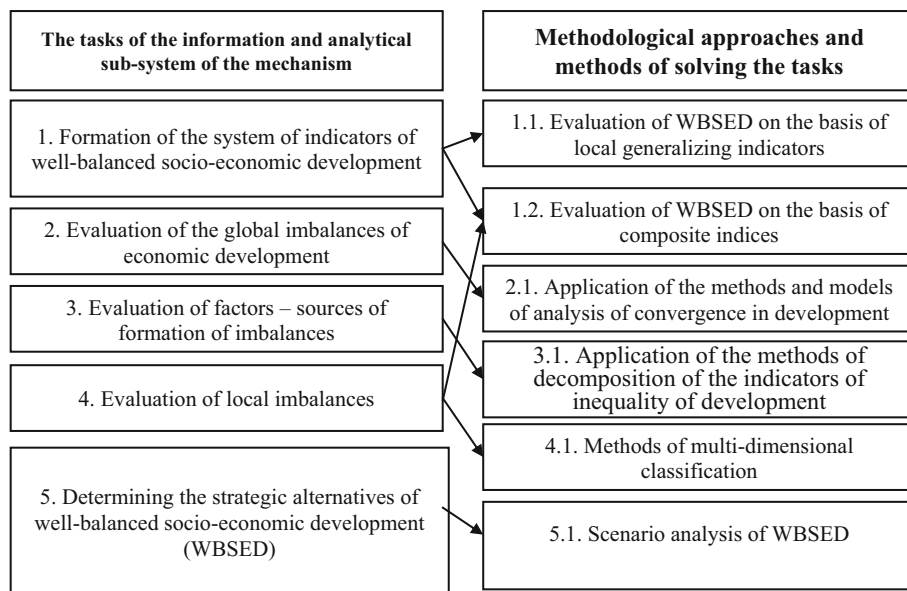 The tasks of the information and analytical
sub-system of the mechanism
Methodological approaches and
methods of solving the tasks
1. Formation of the system of indicators of
well-balanced socio-economic development
1.1. Evaluation of WBSED on the basis of
local generalizing indicators
1.2. Evaluation of WBSED on the basis of
composite indices
2. Evaluation of the global imbalances of
economic development
2.1. Application of the methods and models
of analysis of convergence in development
3. Evaluation of factors – sources of
formation of imbalances
3.1. Application of the methods of
decomposition of the indicators of
inequality of development
4. Evaluation of local imbalances
4.1. Methods of multi-dimensional
classification
5. Determining the strategic alternatives of
well-balanced socio-economic development
(WBSED)
5.1. Scenario analysis of WBSED